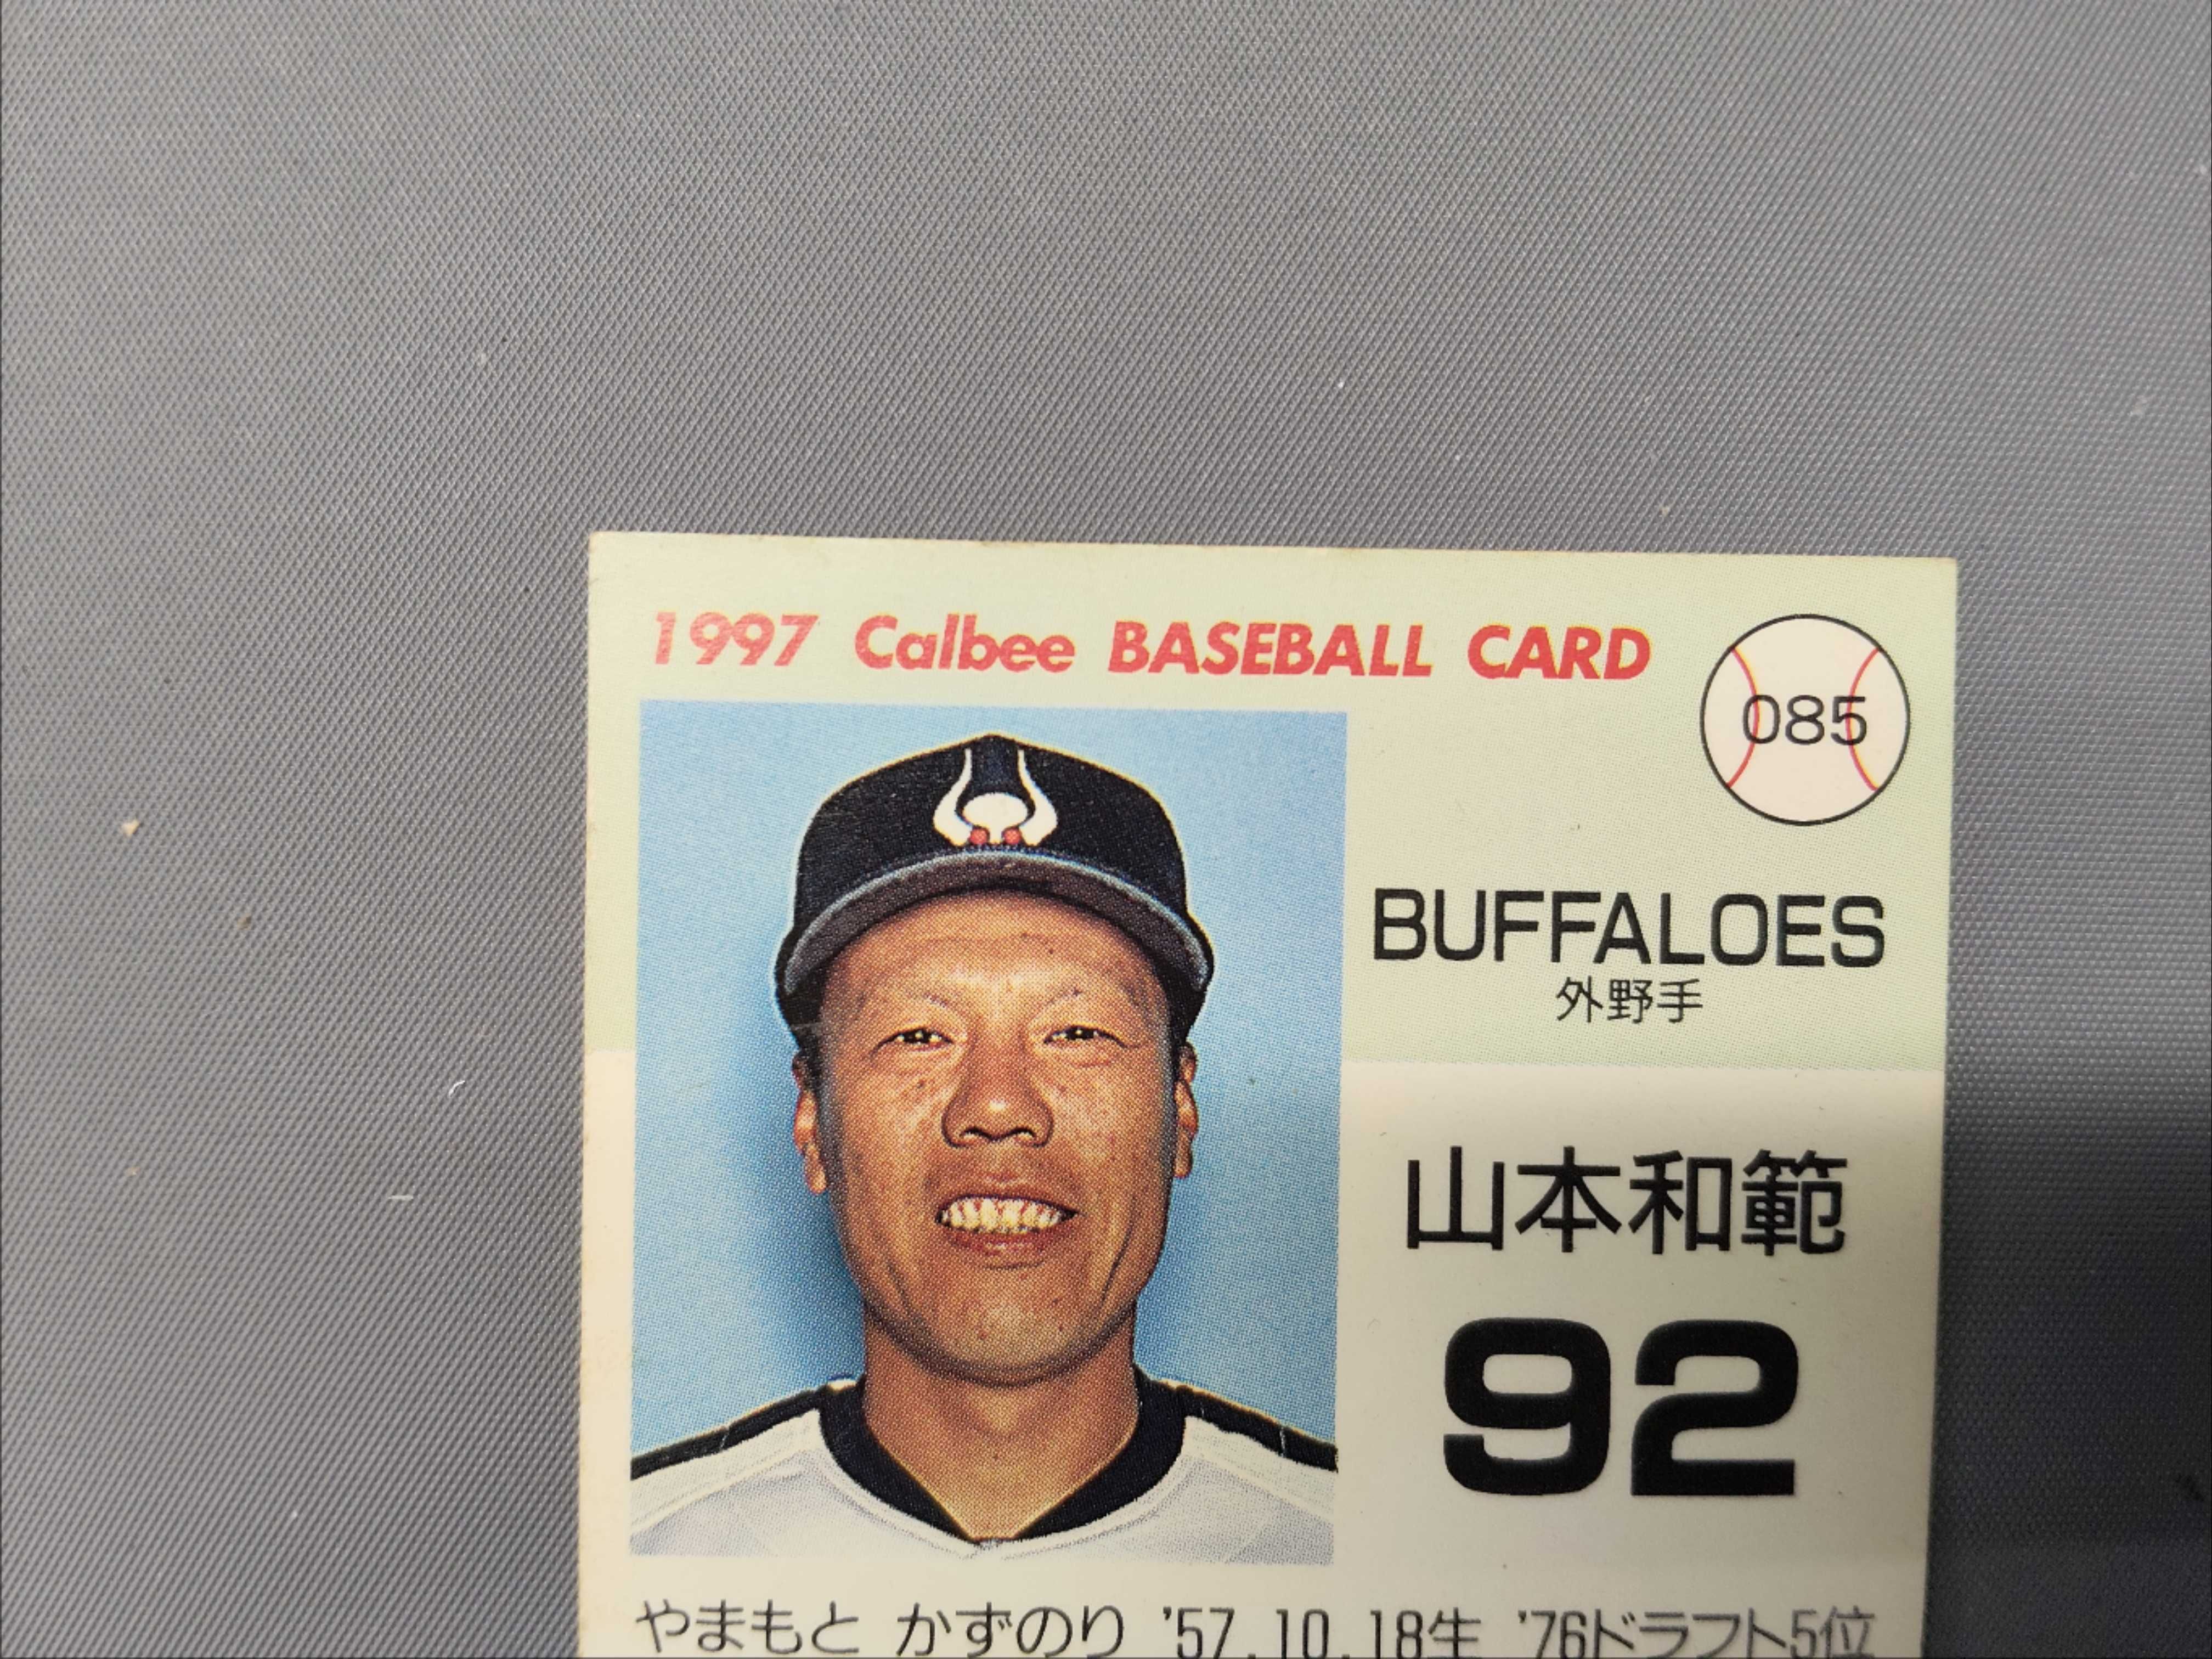 1997 Calbee BASEBALL CARD
085
BUFFALOES
外野手
山本和範
92
やまもと かずのり '57.10.18生 '76ドラフト5位